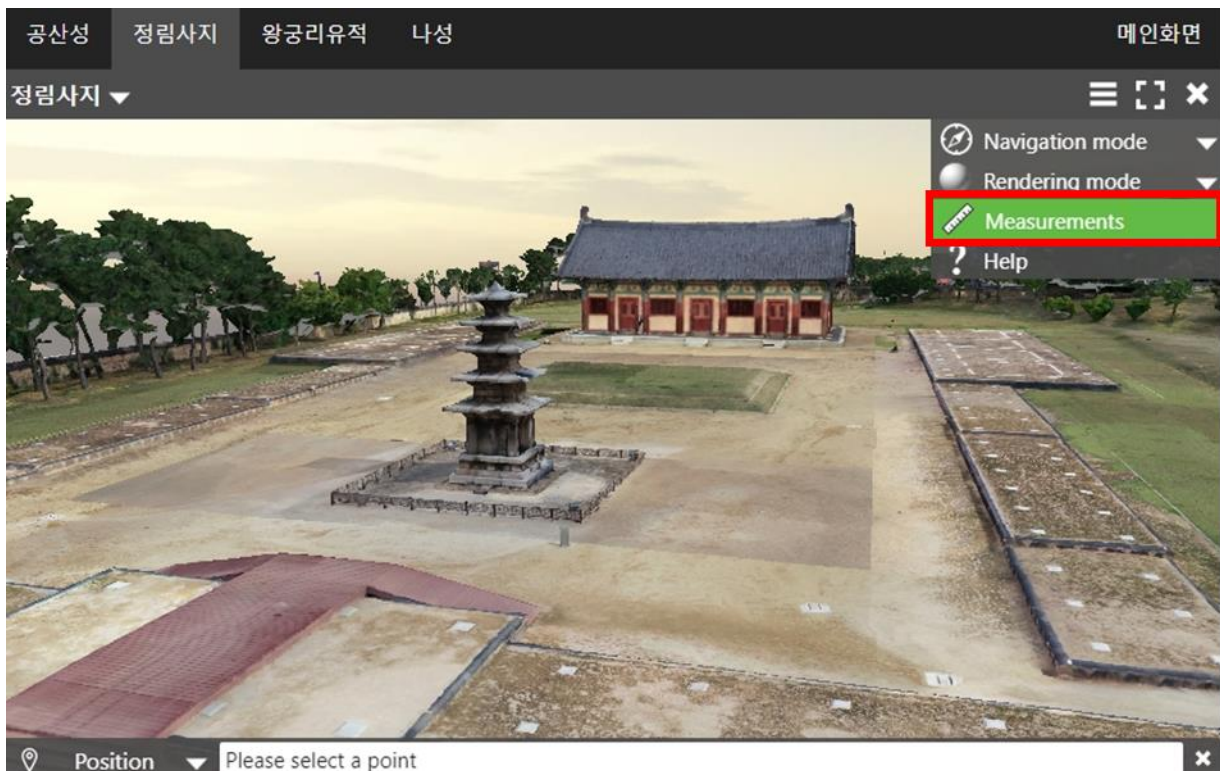 공산성 정림사지 왕궁리유적 나성 메인화면
정림사지
Navigation mode
Rendering mode
Measurements
? Help
Position Please select a point